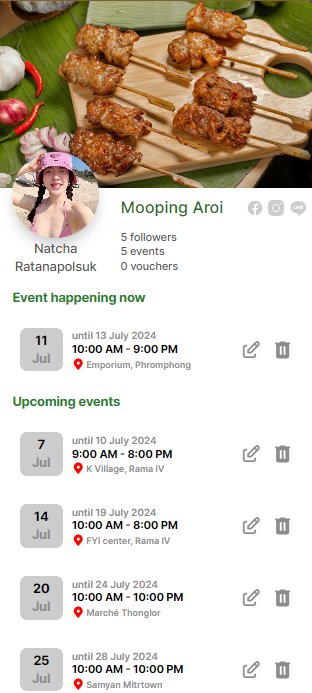 Mooping Aroi
LINE
Natcha
Ratanapolsuk
5 followers
5 events
0 vouchers
Event happening now
11
Jul
until 13 July 2024
10:00 AM - 9:00 PM
Emporium, Phromphong
Upcoming events
7
Jul
until 10 July 2024
9:00 AM - 8:00 PM
K Village, Rama IV
14
Jul
until 19 July 2024
10:00 AM - 8:00 PM
FYI center, Rama IV
20
Jul
until 24 July 2024
10:00 AM - 10:00 PM
Marché Thonglor
25
Jul
until 28 July 2024
10:00 AM - 10:00 PM
Samyan Mitrtown